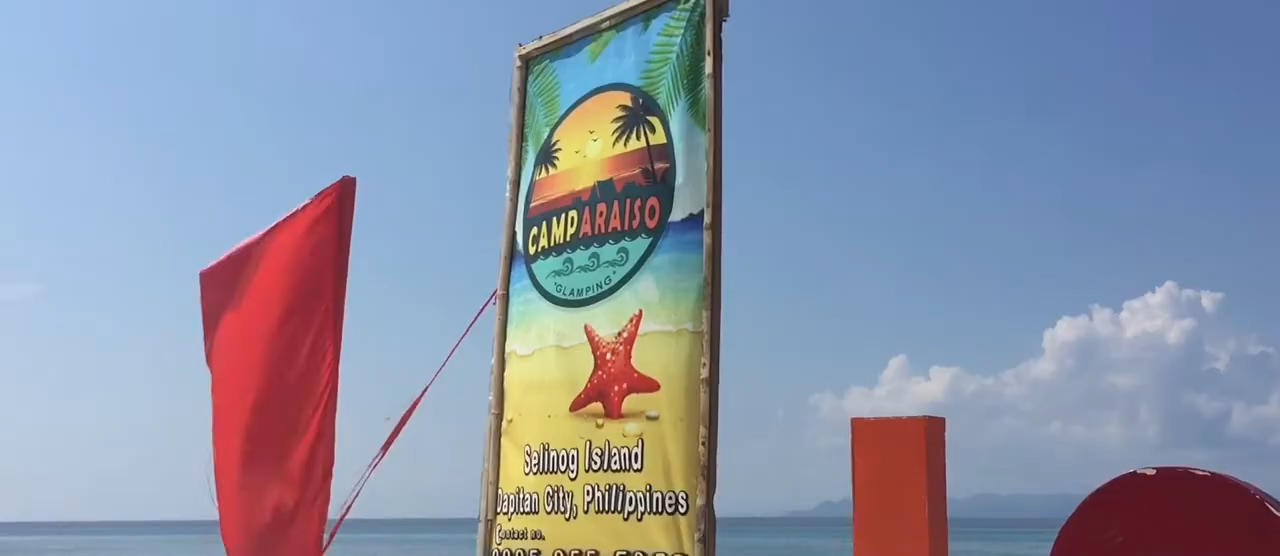 CAMPARAISO
"GLAMPING"
Selinog Island
Dapitan City, Philippines
Contact no.